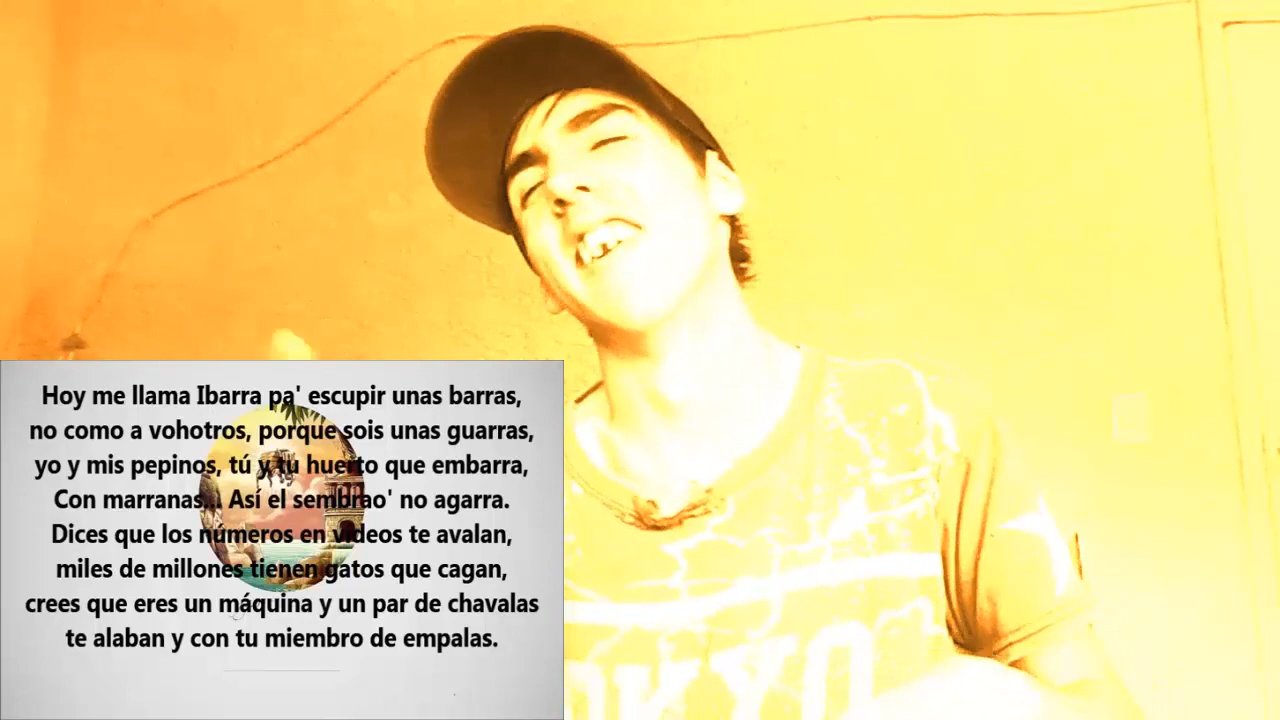 Hoy me llama Ibarra pa' escupir unas barras,
no como a vohotros, porque sois unas guarras,
yo y mis pepinos, tú y tu huerto que embarra,
Con marranas... Así el sembrao' no agarra.
Dices que los números en videos te avalan,
miles de millones tienen gatos que cagan,
crees que eres un máquina y un par de chavalas
te alaban y con tu miembro de empalas.
TOKYO